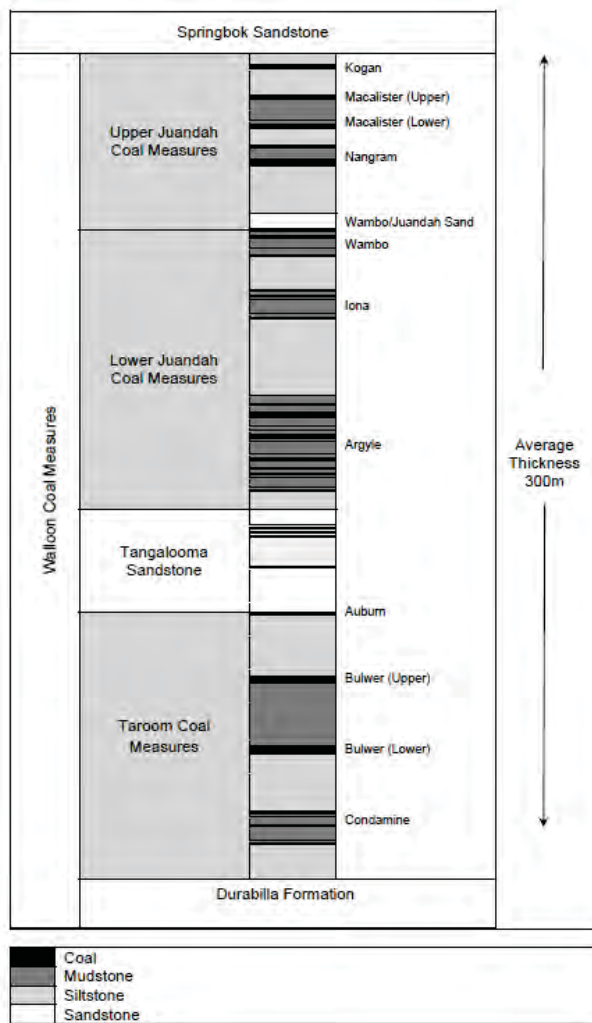 Springbok Sandstone
Kogan
Macalister (Upper)
Macalister (Lower)
Upper Juandah
Coal Measures
Nangram
Wambo/Juandah Sand
Wambo
Iona
Lower Juandah
Coal Measures
Argyle
Average
Thickness
300m
Walloon Coal Measures
Tangalooma
Sandstone
Auburn
Bulwer (Upper)
Taroom Coal
Measures
Bulwer (Lower)
Condamine
Durabilla Formation
Coal
Mudstone
Siltstone
Sandstone